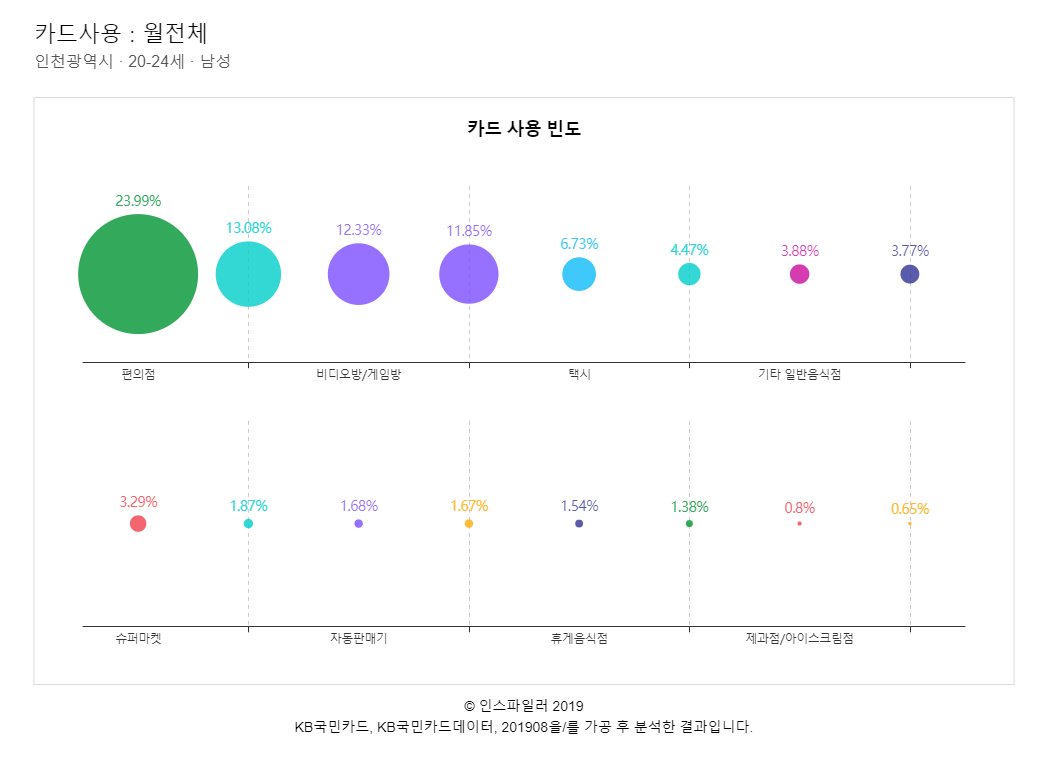 카드사용 : 월전체
인천광역시 · 20-24세 · 남성
카드 사용 빈도
23.99% 13.08% 12.33% 11.85% 6.73% 4.47% 3.88% 3.77%
편의점 비디오방/게임방 택시 기타 일반음식점
3.29% 1.87% 1.68% 1.67% 1.54% 1.38% 0.8% 0.65%
슈퍼마켓 자동판매기 휴게음식점 제과점/아이스크림점
© 인스파일러 2019
KB국민카드, KB국민카드데이터, 201908을/를 가공 후 분석한 결과입니다.